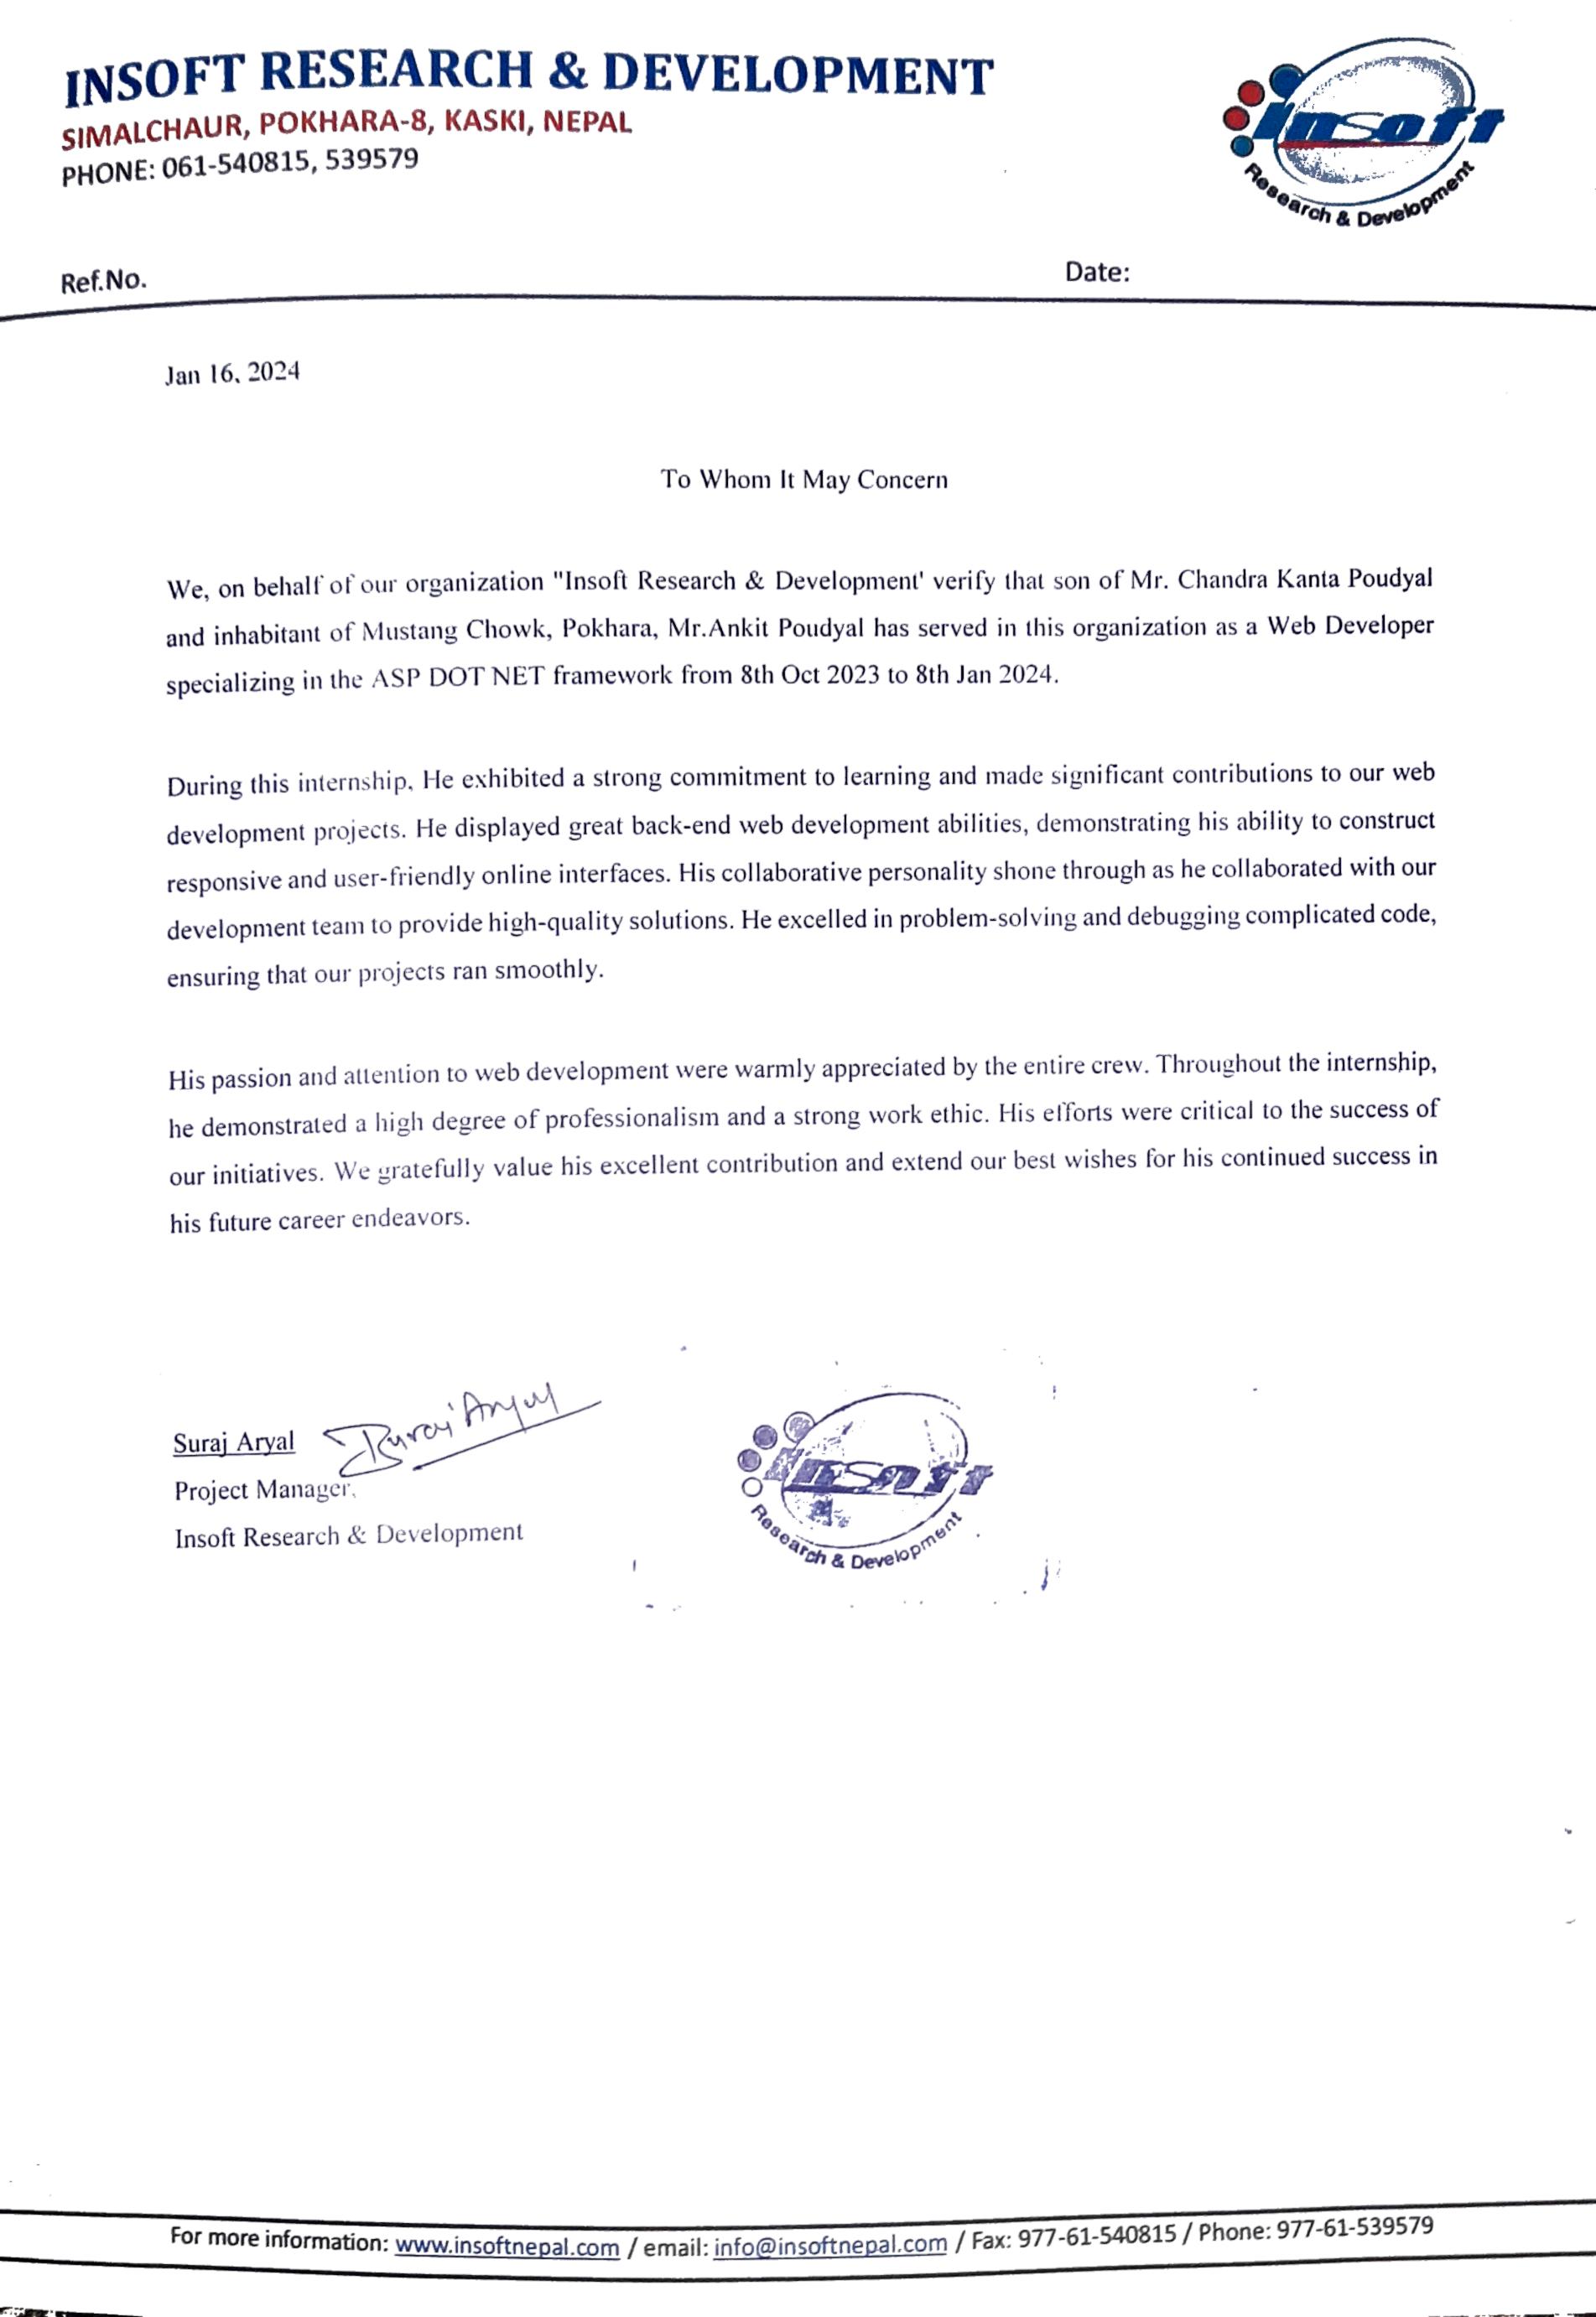 INSOFT RESEARCH & DEVELOPMENT
SIMALCHAUR, POKHARA-8, KASKI, NEPAL
PHONE: 061-540815, 539579
Insoft
Research & Development
Ref.No.
Date:
Jan 16, 2024
To Whom It May Concern
We, on behalf of our organization "Insoft Research & Development' verify that son of Mr. Chandra Kanta Poudyal
and inhabitant of Mustang Chowk, Pokhara, Mr.Ankit Poudyal has served in this organization as a Web Developer
specializing in the ASP DOT NET framework from 8th Oct 2023 to 8th Jan 2024.
During this internship, He exhibited a strong commitment to learning and made significant contributions to our web
development projects. He displayed great back-end web development abilities, demonstrating his ability to construct
responsive and user-friendly online interfaces. His collaborative personality shone through as he collaborated with our
development team to provide high-quality solutions. He excelled in problem-solving and debugging complicated code,
ensuring that our projects ran smoothly.
His passion and attention to web development were warmly appreciated by the entire crew. Throughout the internship,
he demonstrated a high degree of professionalism and a strong work ethic. His efforts were critical to the success of
our initiatives. We gratefully value his excellent contribution and extend our best wishes for his continued success in
his future career endeavors.
Suraj Aryal
Suraj Aryal
Project Manager,
Insoft Research & Development
Insoft
Research & Development
For more information: www.insoftnepal.com / email: info@insoftnepal.com / Fax: 977-61-540815 / Phone: 977-61-539579